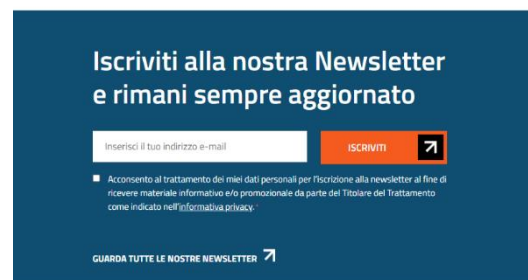 Iscriviti alla nostra Newsletter
e rimani sempre aggiornato
Inserisci il tuo indirizzo e-mail
ISCRIVITI
Acconsento al trattamento dei miei dati personali per l'iscrizione alla newsletter al fine di
ricevere materiale informativo e/o promozionale da parte del Titolare del Trattamento
come indicato nell'informativa privacy.*
GUARDA TUTTE LE NOSTRE NEWSLETTER